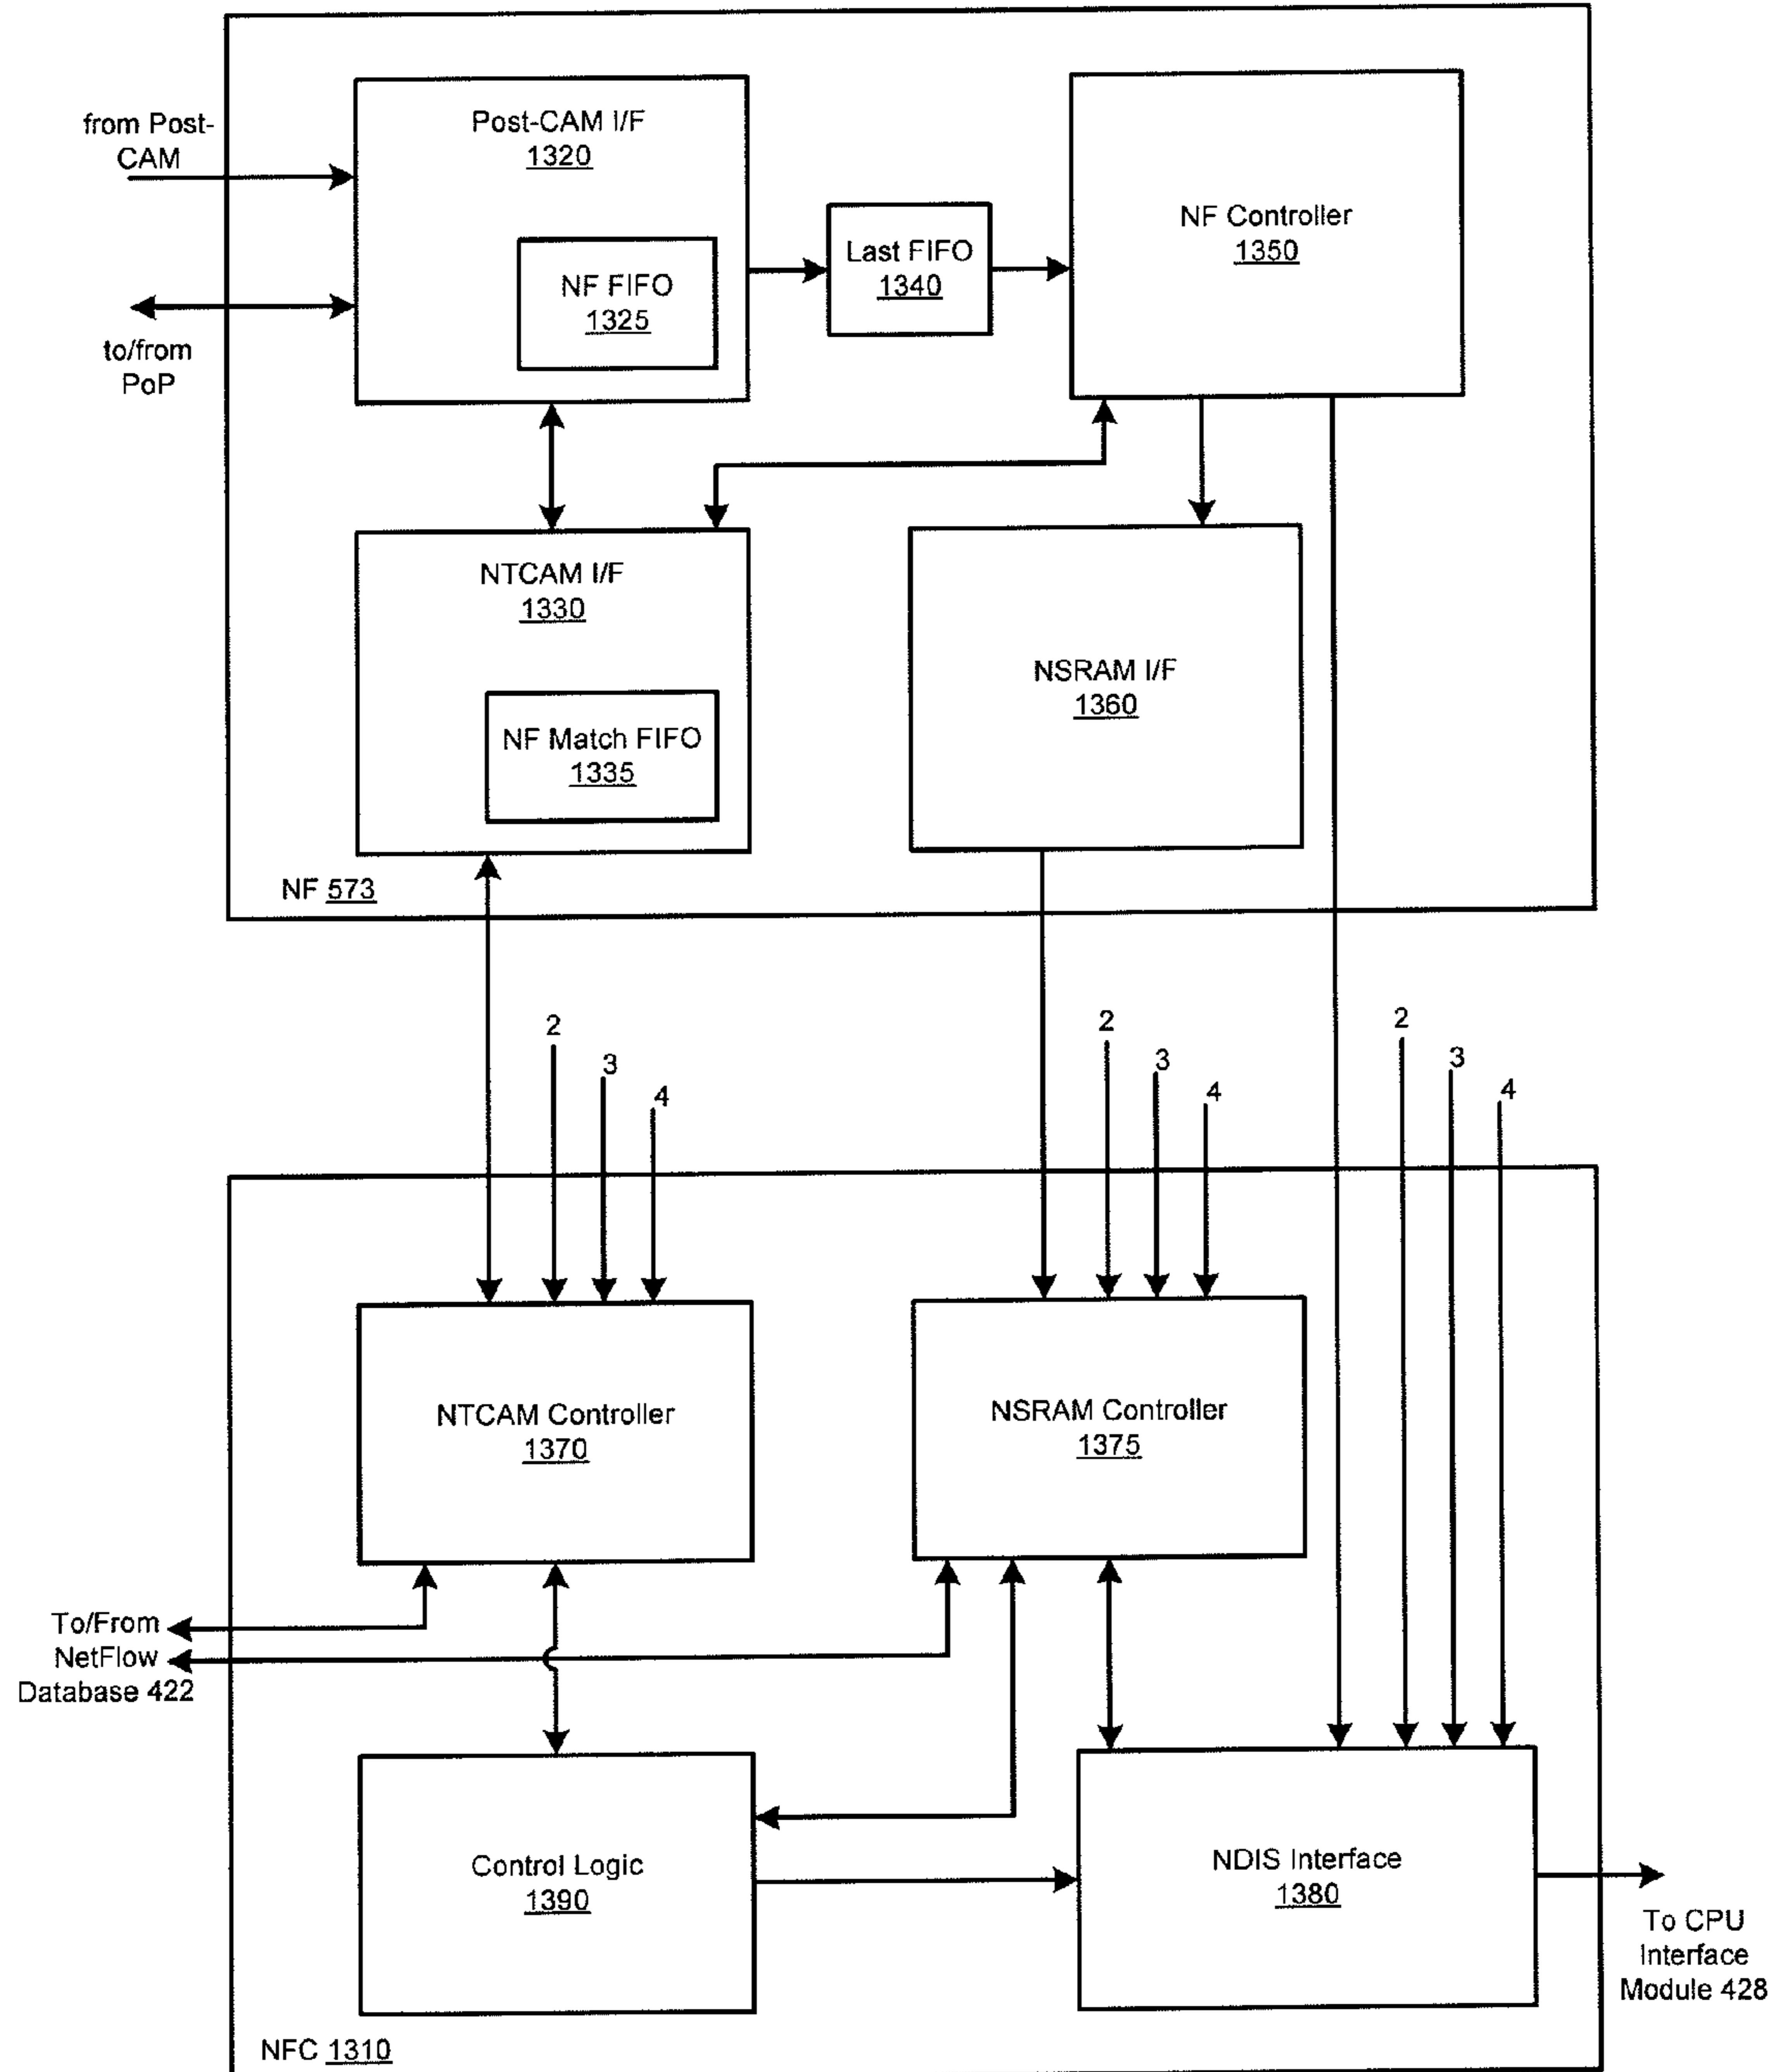 from Post-
CAM
to/from
PoP
Post-CAM I/F
1320
NF FIFO
1325
Last FIFO
1340
NF Controller
1350
NTCAM I/F
1330
NF Match FIFO
1335
NSRAM I/F
1360
NF 573
2
3
4
2
3
4
2
3
4
NTCAM Controller
1370
NSRAM Controller
1375
To/From
NetFlow
Database 422
Control Logic
1390
NDIS Interface
1380
To CPU
Interface
Module 428
NFC 1310